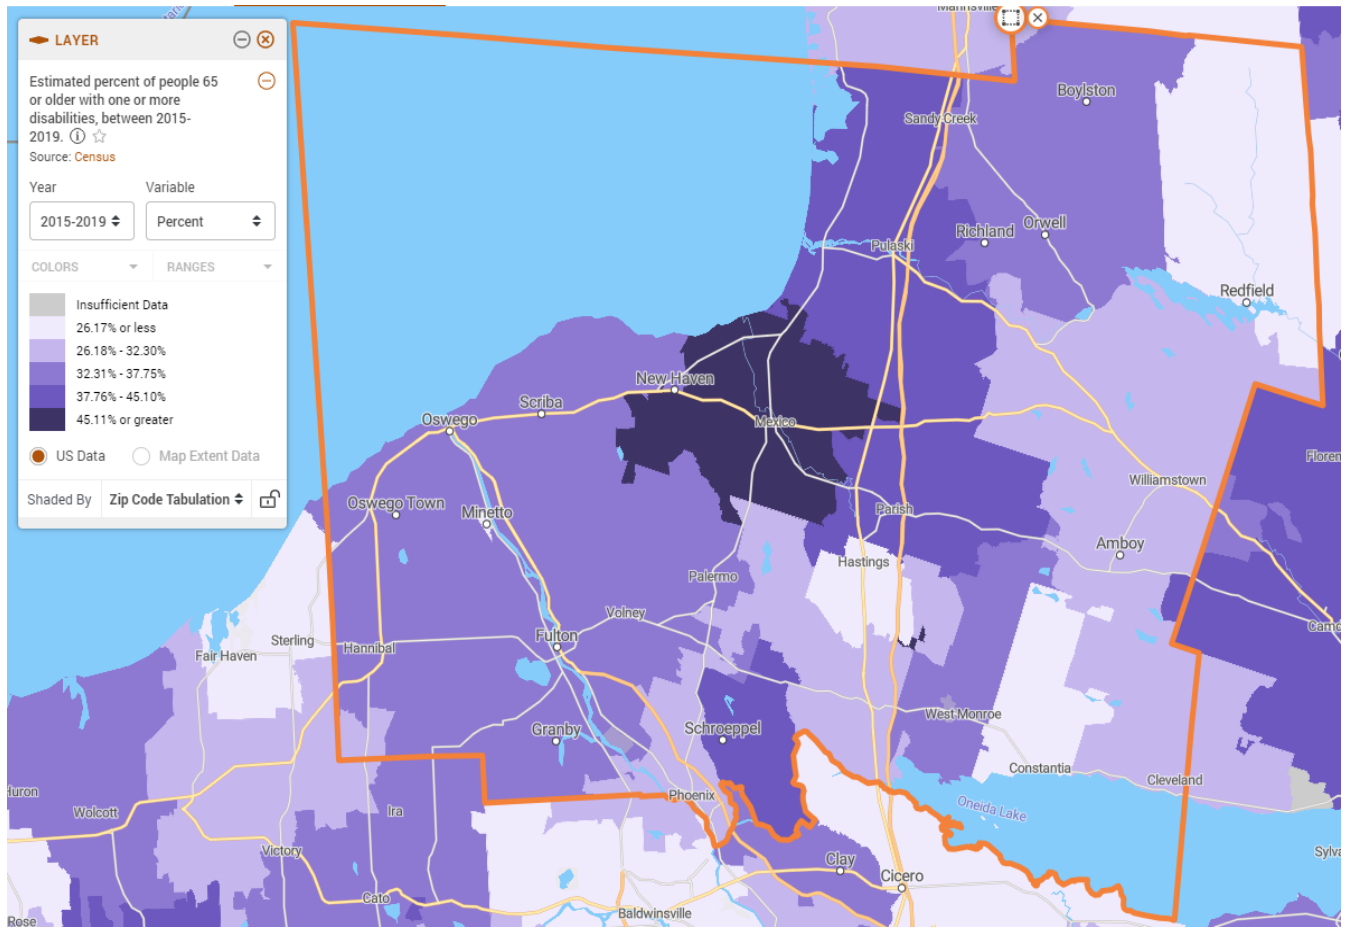 LAYER
Estimated percent of people 65
or older with one or more
disabilities, between 2015-
2019.
Source: Census
Year Variable
2015-2019 Percent
COLORS RANGES
Insufficient Data
26.17% or less
26.18% - 32.30%
32.31% - 37.75%
37.76% - 45.10%
45.11% or greater
US Data Map Extent Data
Shaded By Zip Code Tabulation
Boylston
Sandy Creek
Richland
Orwell
Pulaski
Redfield
New Haven
Scriba
Oswego
Mexico
Williamstown
Oswego Town
Minetto
Parish
Amboy
Hastings
Palermo
Volney
Fulton
Sterling
Hannibal
Fair Haven
West Monroe
Granby
Schroeppel
Constantia
Cleveland
Phoenix
Oneida Lake
Wolcott
Ira
Victory
Clay
Cicero
Cato
Baldwinsville
Rose